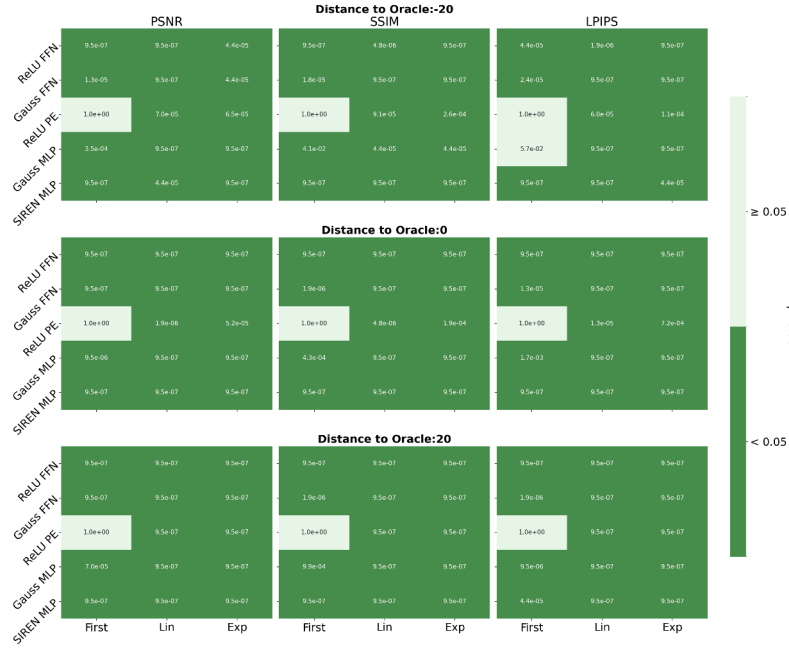 Distance to Oracle:-20
PSNR SSIM LPIPS
ReLU FFN 9.5e-07 9.5e-07 4.4e-05 9.5e-07 4.8e-06 9.5e-07 4.4e-05 1.9e-06 9.5e-07
Gauss FFN 1.3e-05 9.5e-07 4.4e-05 1.8e-05 9.5e-07 9.5e-07 2.4e-05 9.5e-07 9.5e-07
ReLU PE 1.0e+00 7.0e-05 6.5e-05 1.0e+00 9.1e-05 2.6e-04 1.0e+00 6.0e-05 1.1e-04
Gauss MLP 3.5e-04 9.5e-07 9.5e-07 4.1e-02 4.4e-05 4.4e-05 5.7e-02 9.5e-07 9.5e-07
SIREN MLP 9.5e-07 4.4e-05 9.5e-07 9.5e-07 9.5e-07 9.5e-07 9.5e-07 9.5e-07 4.4e-05
Distance to Oracle:0
ReLU FFN 9.5e-07 9.5e-07 9.5e-07 9.5e-07 9.5e-07 9.5e-07 9.5e-07 9.5e-07 9.5e-07
Gauss FFN 9.5e-07 9.5e-07 9.5e-07 1.9e-06 9.5e-07 9.5e-07 1.3e-05 9.5e-07 9.5e-07
ReLU PE 1.0e+00 1.9e-06 5.2e-05 1.0e+00 4.8e-06 1.9e-04 1.0e+00 1.3e-05 7.2e-04
Gauss MLP 9.5e-06 9.5e-07 9.5e-07 4.3e-04 9.5e-07 9.5e-07 1.7e-03 9.5e-07 9.5e-07
SIREN MLP 9.5e-07 9.5e-07 9.5e-07 9.5e-07 9.5e-07 9.5e-07 9.5e-07 9.5e-07 9.5e-07
Distance to Oracle:20
ReLU FFN 9.5e-07 9.5e-07 9.5e-07 9.5e-07 9.5e-07 9.5e-07 9.5e-07 9.5e-07 9.5e-07
Gauss FFN 9.5e-07 9.5e-07 9.5e-07 1.9e-06 9.5e-07 9.5e-07 1.9e-06 9.5e-07 9.5e-07
ReLU PE 1.0e+00 9.5e-07 9.5e-07 1.0e+00 9.5e-07 9.5e-07 1.0e+00 9.5e-07 9.5e-07
Gauss MLP 7.0e-05 9.5e-07 9.5e-07 9.9e-04 9.5e-07 9.5e-07 9.5e-06 9.5e-07 9.5e-07
SIREN MLP 9.5e-07 9.5e-07 9.5e-07 9.5e-07 9.5e-07 9.5e-07 4.4e-05 9.5e-07 9.5e-07
First Lin Exp First Lin Exp First Lin Exp
≥ 0.05
< 0.05